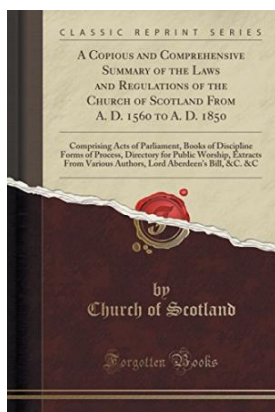 CLASSIC REPRINT SERIES
A Copious and Comprehensive
Summary of the Laws
and Regulations of the
Church of Scotland From
A. D. 1560 to A. D. 1850
Comprising Acts of Parliament, Books of Discipline
Forms of Process, Directory for Public Worship, Extracts
From Various Authors, Lord Aberdeen's Bill, &C. &C
by
Church of Scotland
Forgotten Books